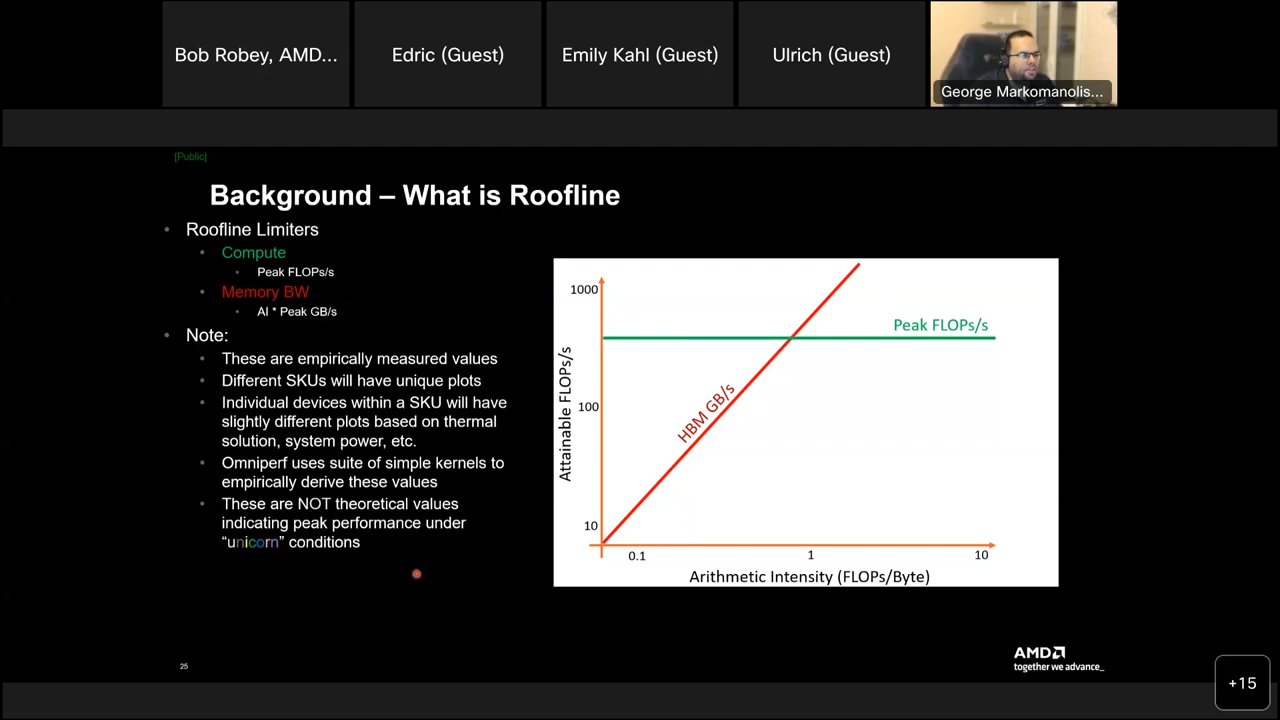 Bob Robey, AMD...
Edric (Guest)
Emily Kahl (Guest)
Ulrich (Guest)
George Markomanolis...
[Public]
Background – What is Roofline
• Roofline Limiters
• Compute
• Peak FLOPs/s
• Memory BW
• AI * Peak GB/s
• Note:
• These are empirically measured values
• Different SKUs will have unique plots
• Individual devices within a SKU will have
slightly different plots based on thermal
solution, system power, etc.
• Omniperf uses suite of simple kernels to
empirically derive these values
• These are NOT theoretical values
indicating peak performance under
“unicorn” conditions
Attainable FLOPs/s
1000
100
10
Peak FLOPs/s
HBM GB/s
0.1
1
10
Arithmetic Intensity (FLOPs/Byte)
25
AMD
together we advance_
+15